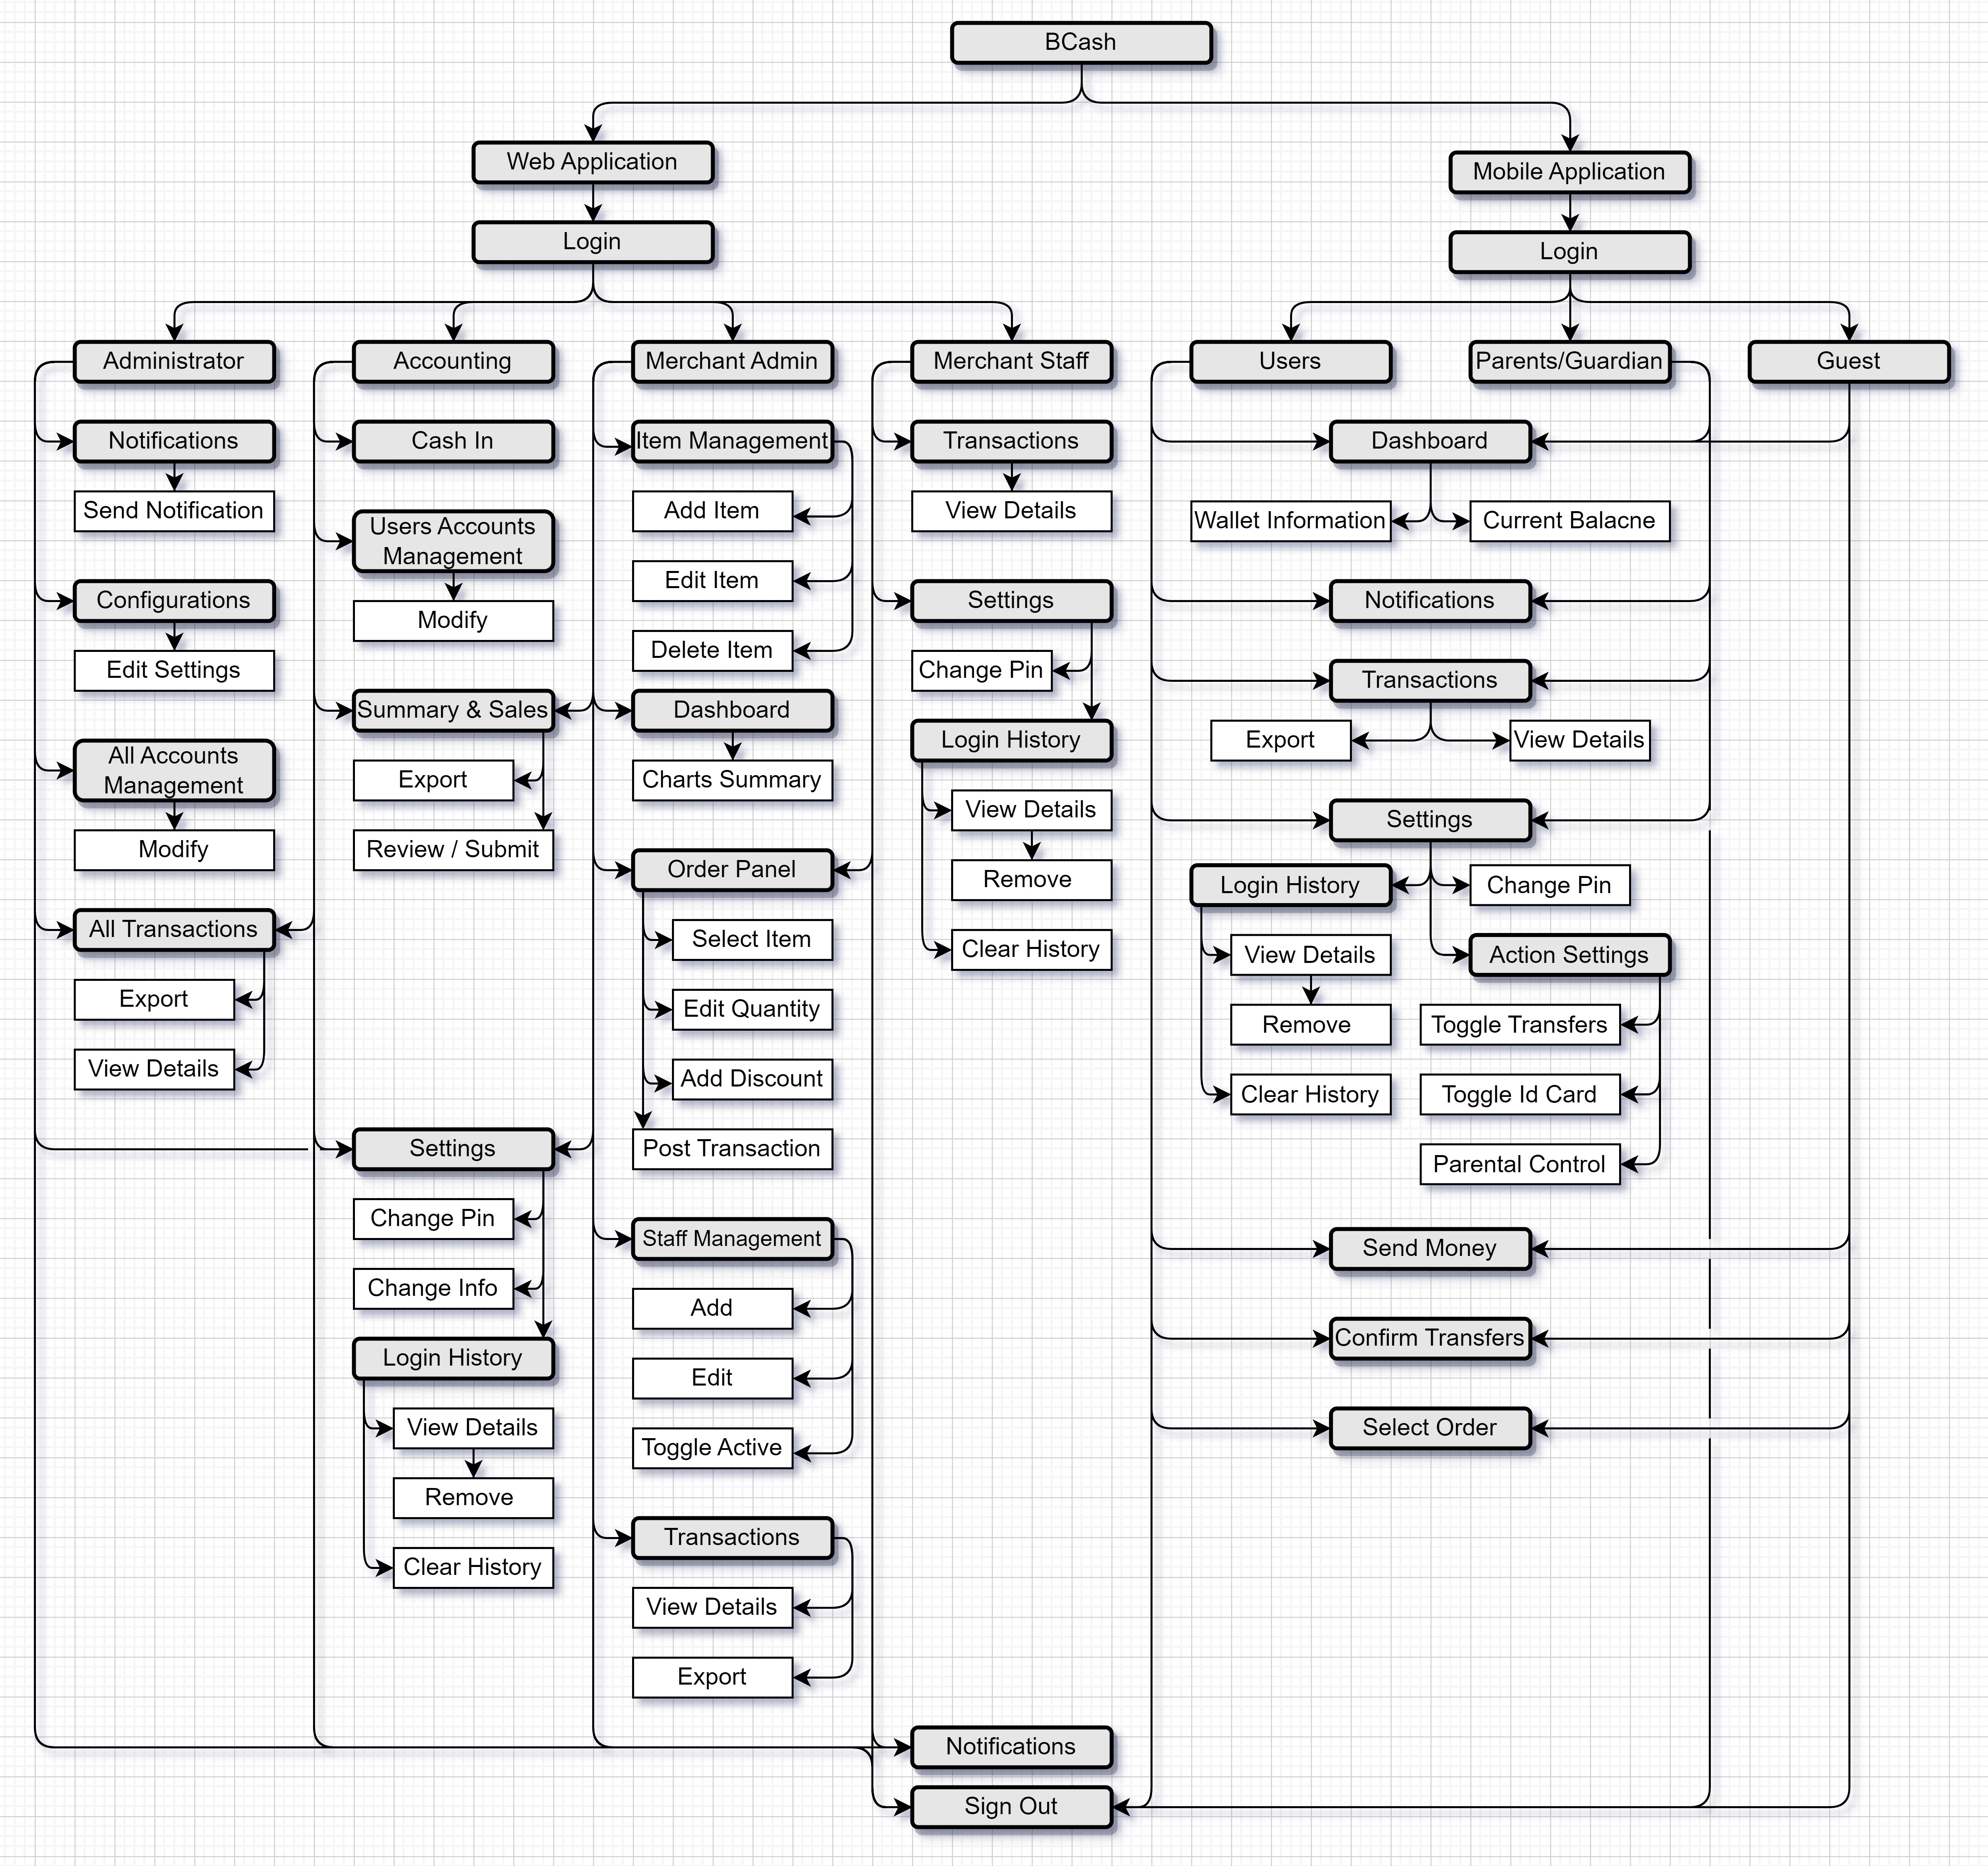 BCash
Web Application
Mobile Application
Login
Login
Administrator
Accounting
Merchant Admin
Merchant Staff
Users
Parents/Guardian
Guest
Notifications
Send Notification
Configurations
Edit Settings
All Accounts
Management
Modify
All Transactions
Export
View Details
Cash In
Users Accounts
Management
Modify
Summary & Sales
Export
Review / Submit
Settings
Change Pin
Change Info
Login History
View Details
Remove
Clear History
Item Management
Add Item
Edit Item
Delete Item
Dashboard
Charts Summary
Order Panel
Select Item
Edit Quantity
Add Discount
Post Transaction
Staff Management
Add
Edit
Toggle Active
Transactions
View Details
Export
Transactions
View Details
Settings
Change Pin
Login History
View Details
Remove
Clear History
Notifications
Sign Out
Dashboard
Wallet Information
Current Balacne
Notifications
Transactions
Export
View Details
Settings
Login History
Change Pin
View Details
Remove
Clear History
Action Settings
Toggle Transfers
Toggle Id Card
Parental Control
Send Money
Confirm Transfers
Select Order